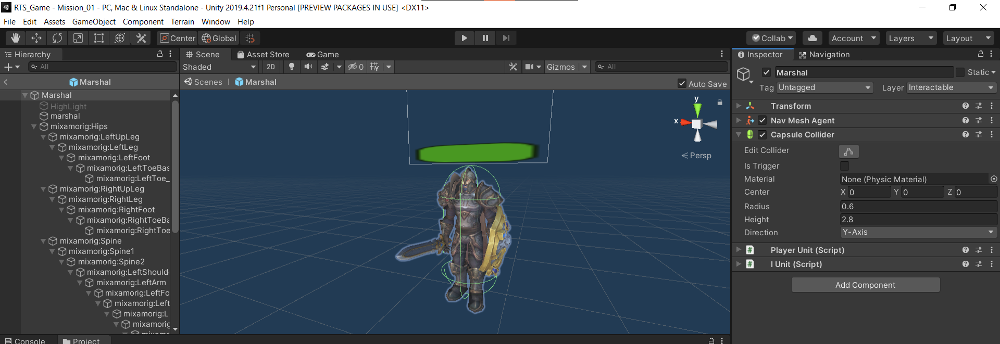 RTS_Game - Mission_01 - PC, Mac & Linux Standalone - Unity 2019.4.21f1 Personal [PREVIEW PACKAGES IN USE] <DX11>
File Edit Assets GameObject Component Terrain Window Help
Center Global Collab Account Layers Layout
Hierarchy
All
Marshal
Marshal
HighLight
marshal
mixamorig:Hips
mixamorig:LeftUpLeg
mixamorig:LeftLeg
mixamorig:LeftFoot
mixamorig:LeftToeBas
mixamorig:LeftToe_
mixamorig:RightUpLeg
mixamorig:RightLeg
mixamorig:RightFoot
mixamorig:RightToeBa
mixamorig:RightToe
mixamorig:Spine
mixamorig:Spine1
mixamorig:Spine2
mixamorig:LeftShould
mixamorig:LeftArm
mixamorig:LeftFo
mixamorig:Left
mixamorig:L
mixamorig
Console Project
Scene Asset Store Game
Shaded 2D 0 Gizmos All
Scenes Marshal Auto Save
y
x
Persp
Inspector Navigation
Marshal Static
Tag Untagged Layer Interactable
Transform
Nav Mesh Agent
Capsule Collider
Edit Collider
Is Trigger
Material None (Physic Material)
Center X 0 Y 0 Z 0
Radius 0.6
Height 2.8
Direction Y-Axis
# Player Unit (Script)
# I Unit (Script)
Add Component